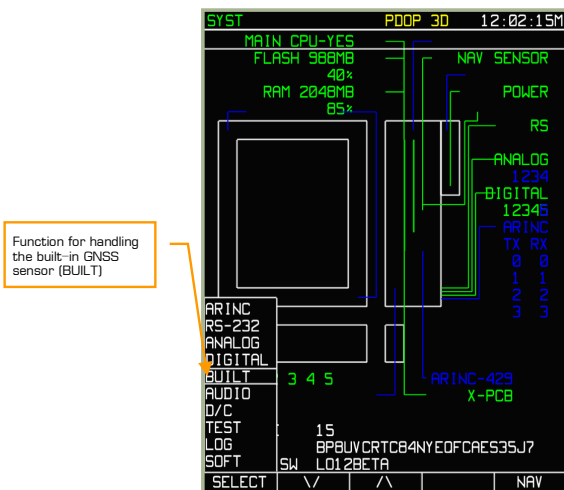 SYST PDOP 3D 12:02:15M
MAIN CPU-YES
FLASH 988MB NAV SENSOR
40%
RAM 2048MB POWER
85%
RS
ANALOG
1234
DIGITAL
12345
ARINC
TX RX
0 0
1 1
2 2
3 3
Function for handling
the built-in GNSS
sensor (BUILT)
ARINC
RS-232
ANALOG
DIGITAL
BUILT 3 4 5 ARINC-429
AUDIO X-PCB
D/C
TEST : 15
LOG BP8UVCRTC84NYEOFCAES35J7
SOFT SW L012BETA
SELECT \/ /\ NAV